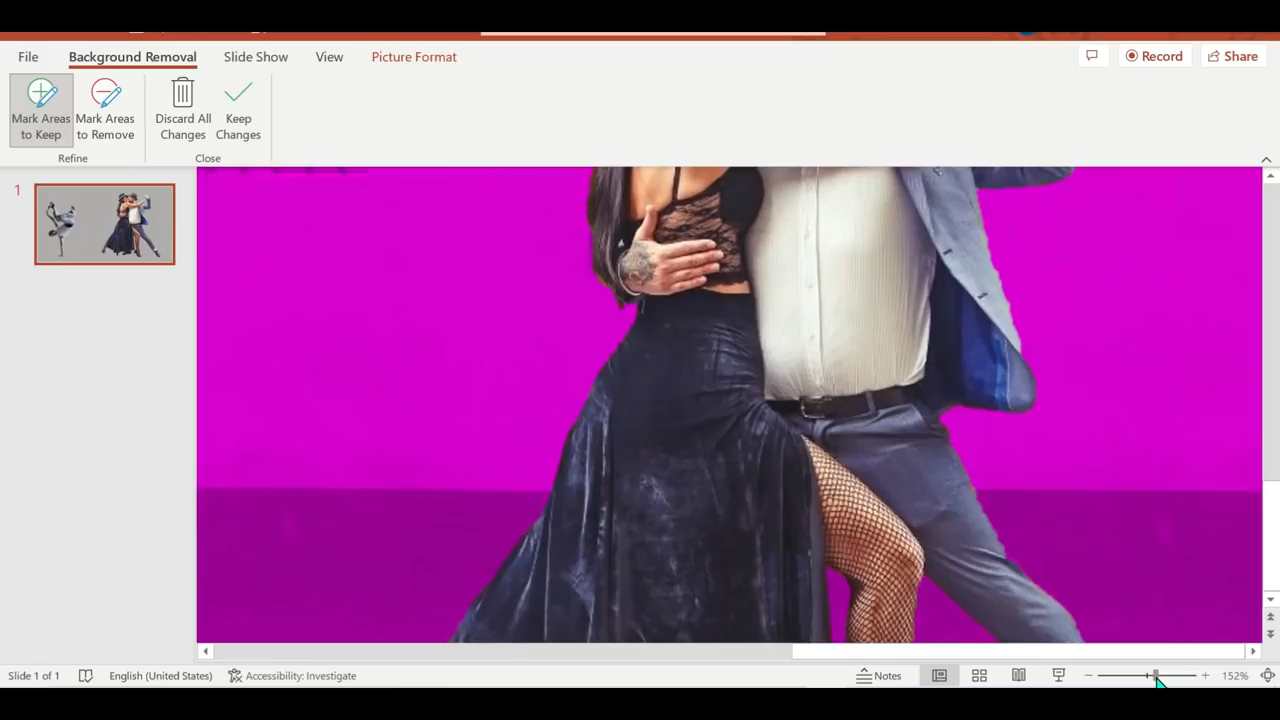 File Background Removal Slide Show View Picture Format Record Share
Mark Areas to Keep
Mark Areas to Remove
Discard All Changes
Keep Changes
Refine Close
1
Slide 1 of 1 English (United States) Accessibility: Investigate Notes 152%